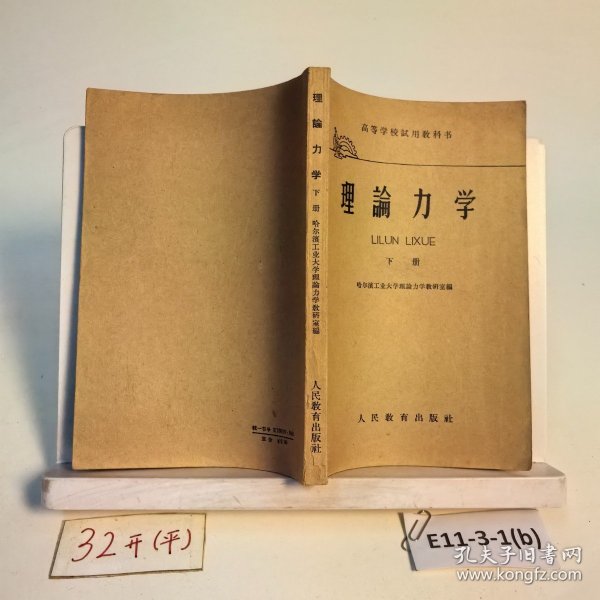 高等学校試用教科书
理論力学
LILUN LIXUE
下册
哈尔滨工业大学理論力学教研室編
人民教育出版社
理論力学
下册
哈尔滨工业大学理論力学教研室編
人民教育出版社
32开(平)
E11-3-1(b)
孔夫子旧书网
www.kongfz.com